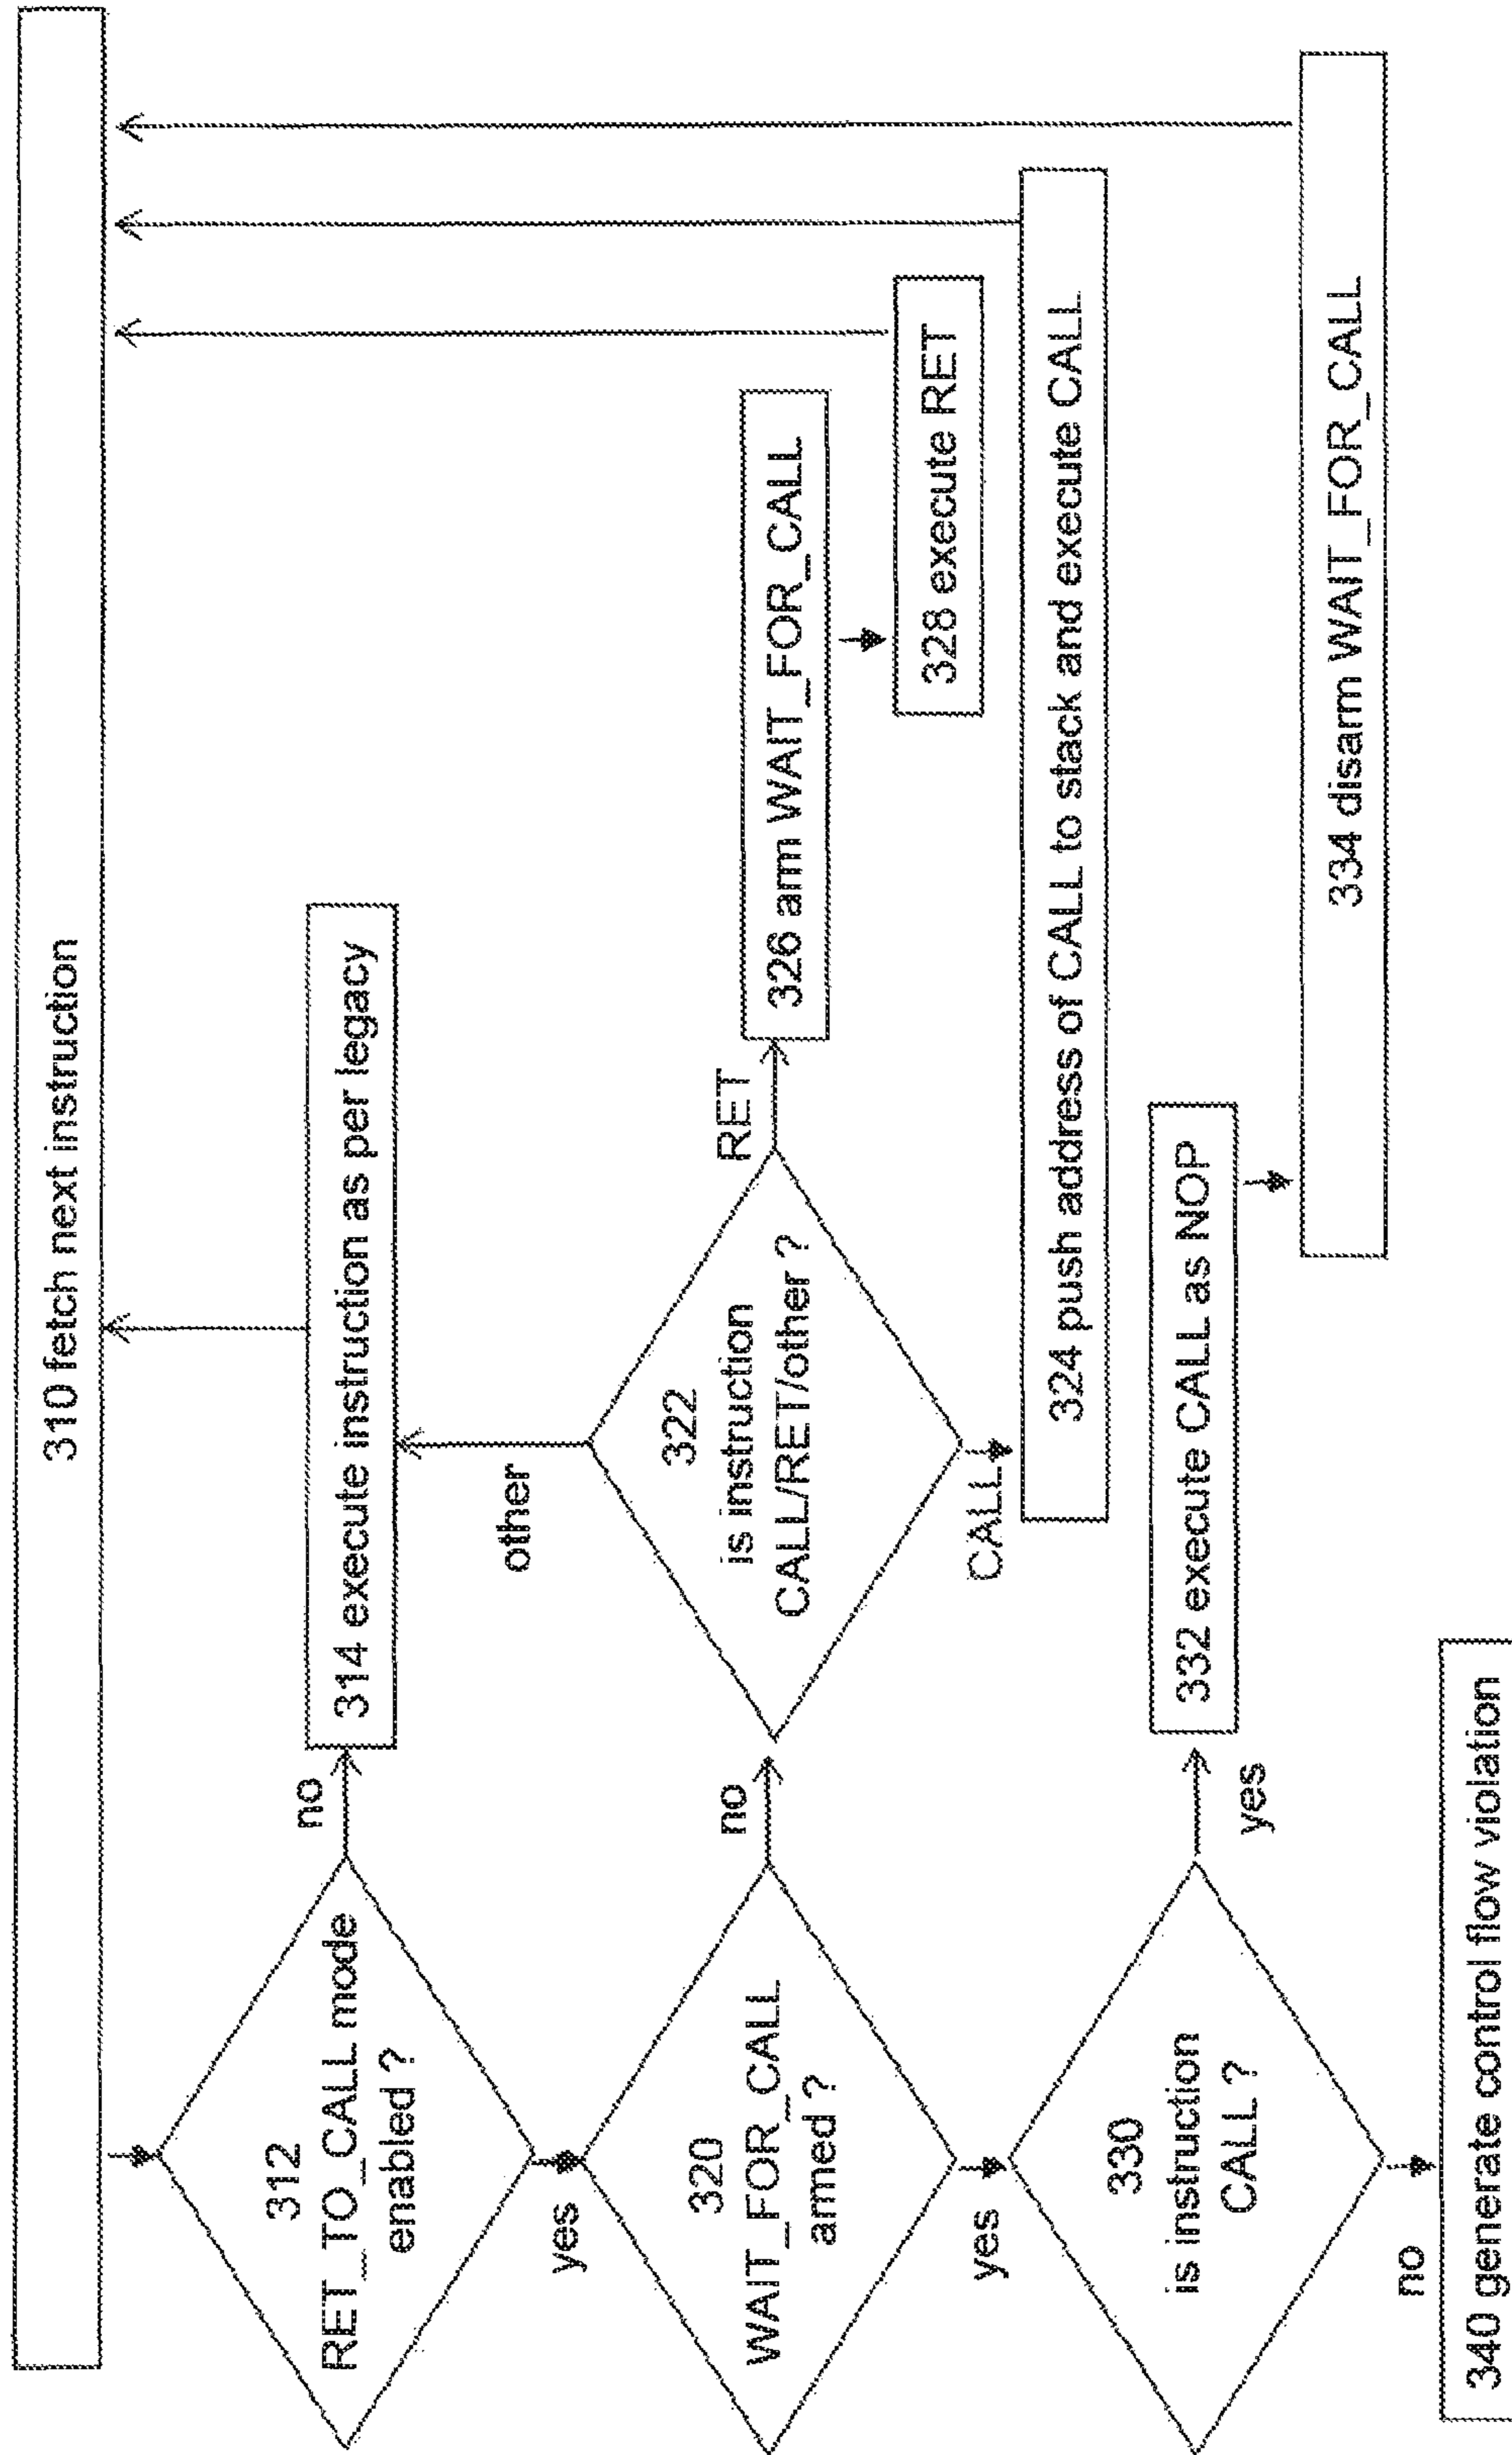 310 fetch next instruction
312
RET_TO_CALL mode
enabled ?
no
314 execute instruction as per legacy
yes
other
320
WAIT_FOR_CALL
armed ?
no
322
is instruction
CALL/RET/other ?
RET
326 arm WAIT_FOR_CALL
328 execute RET
CALL
324 push address of CALL to stack and execute CALL
yes
330
is instruction
CALL ?
yes
332 execute CALL as NOP
334 disarm WAIT_FOR_CALL
no
340 generate control flow violation